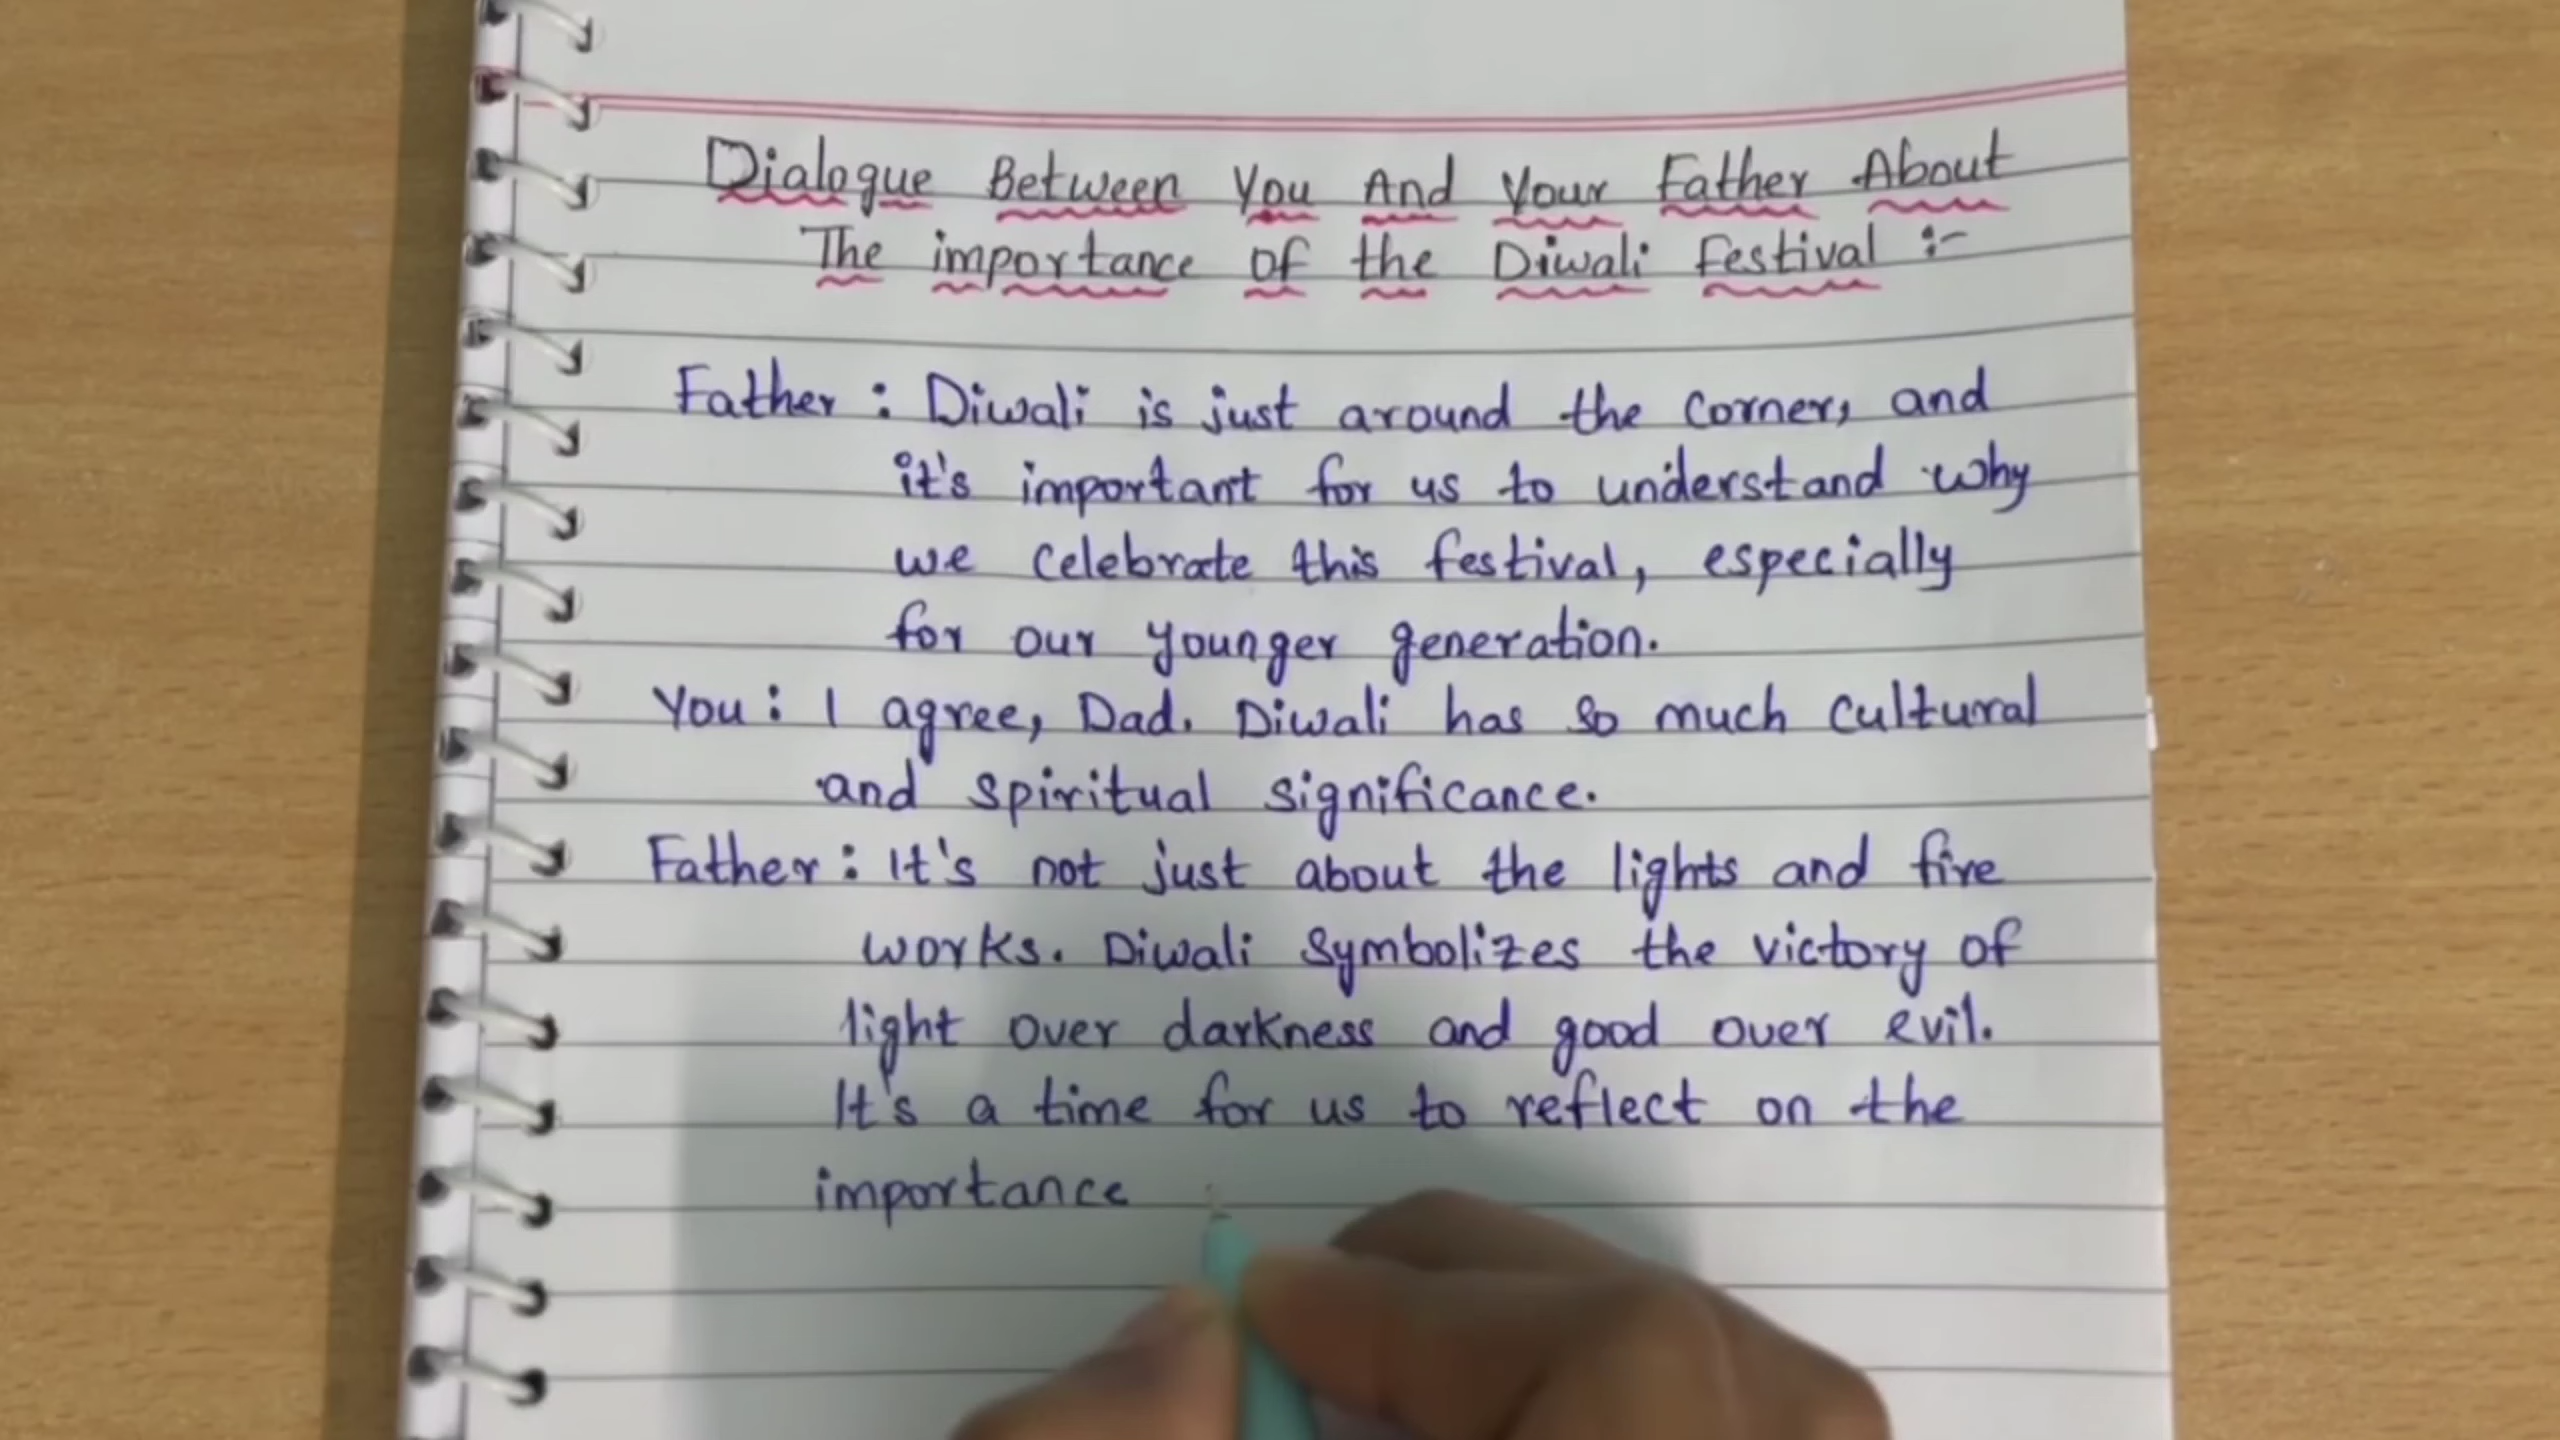 Dialogue Between You And Your Father About
The importance of the Diwali Festival :-
Father : Diwali is just around the corner, and
it's important for us to understand why
we celebrate this festival, especially
for our younger generation.
You : I agree, Dad. Diwali has so much cultural
and spiritual significance.
Father : It's not just about the lights and fire
works. Diwali symbolizes the victory of
light over darkness and good over evil.
It's a time for us to reflect on the
importance